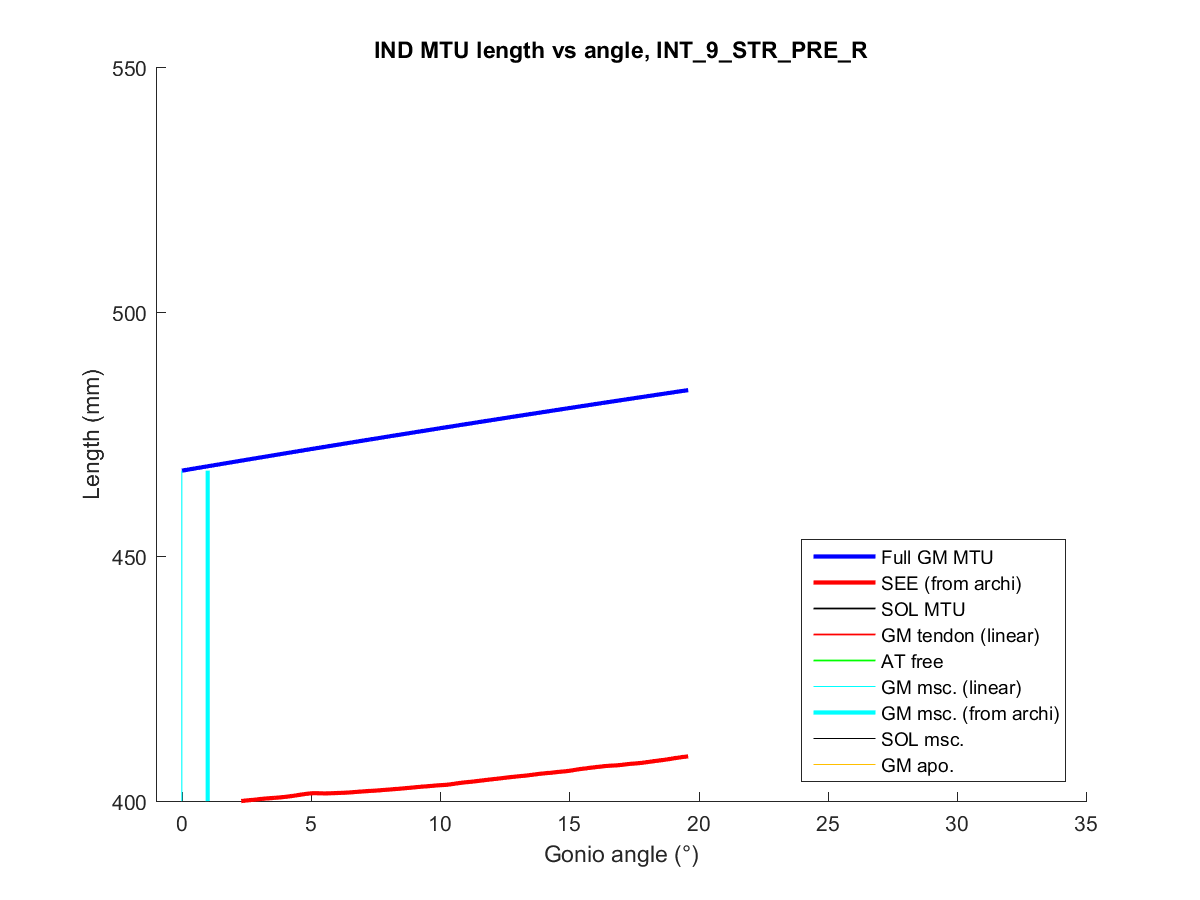 IND MTU length vs angle, INT_9_STR_PRE_R
550
500
450
400
Length (mm)
0 5 10 15 20 25 30 35
Gonio angle (°)
Full GM MTU
SEE (from archi)
SOL MTU
GM tendon (linear)
AT free
GM msc. (linear)
GM msc. (from archi)
SOL msc.
GM apo.